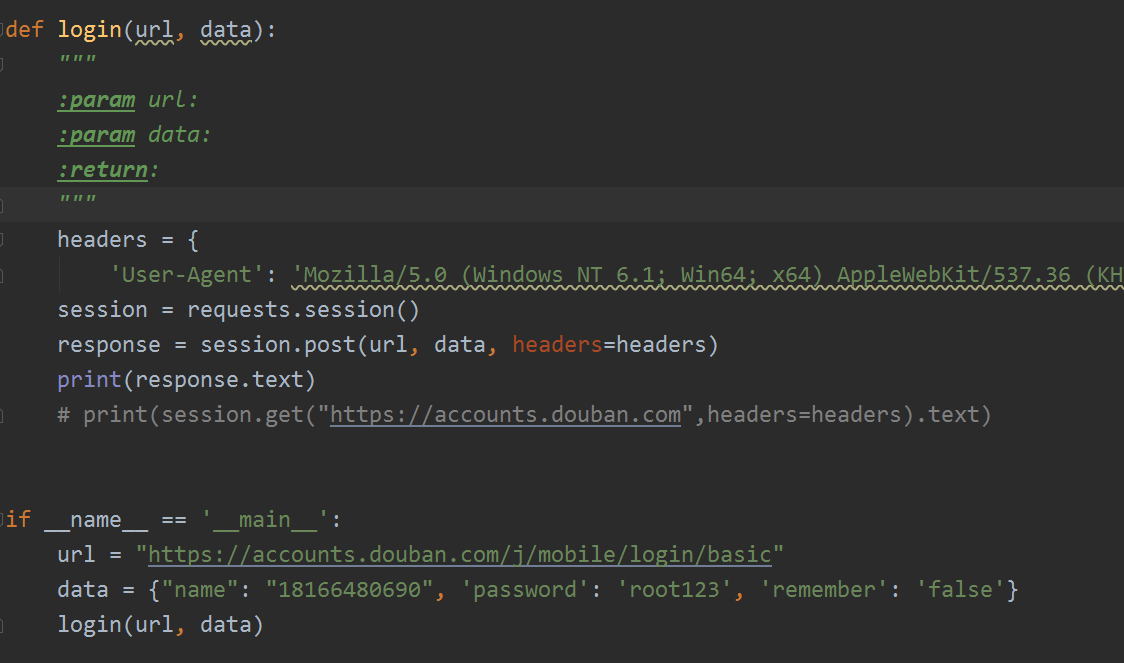 def login(url, data):
    """
    :param url:
    :param data:
    :return:
    """
    headers = {
        'User-Agent': 'Mozilla/5.0 (Windows NT 6.1; Win64; x64) AppleWebKit/537.36 (KH
    session = requests.session()
    response = session.post(url, data, headers=headers)
    print(response.text)
    # print(session.get("https://accounts.douban.com",headers=headers).text)
if __name__ == '__main__':
    url = "https://accounts.douban.com/j/mobile/login/basic"
    data = {"name": "18166480690", 'password': 'root123', 'remember': 'false'}
    login(url, data)